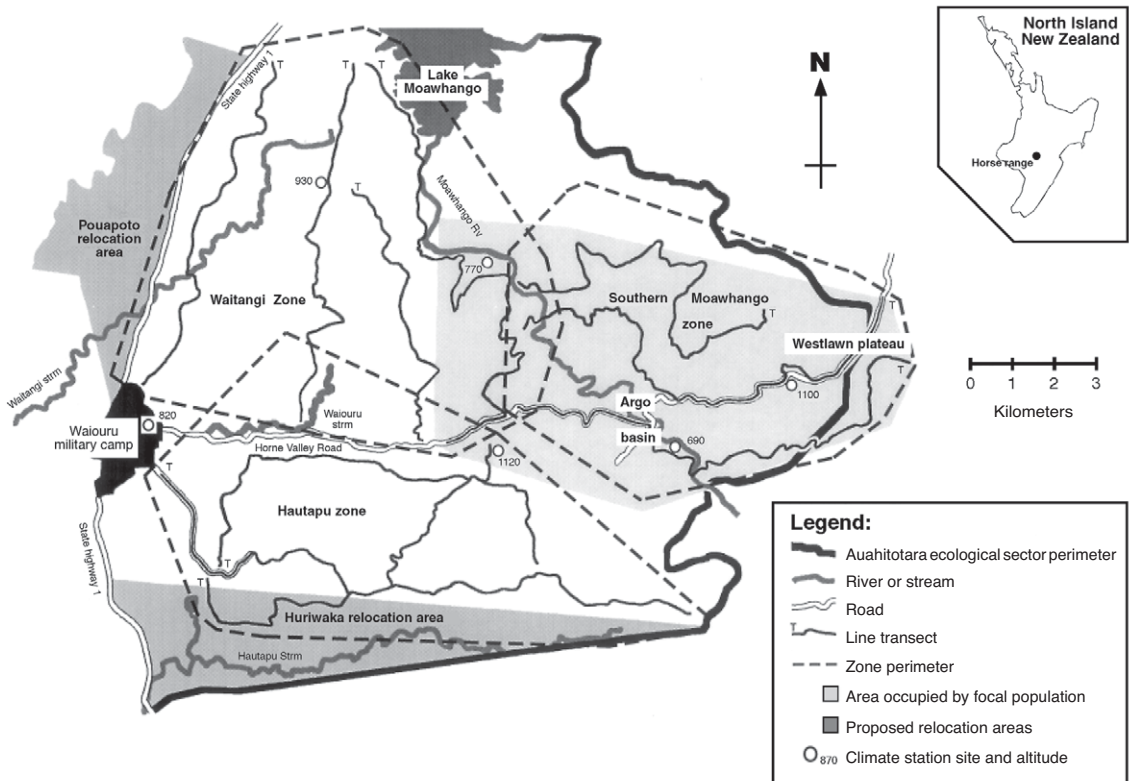 North Island
New Zealand
Horse range
N
Lake
Moawhango
State highway 1
T
T
T
930
T
Moawhango Rv
Pouapoto
relocation
area
770
Waitangi Zone
Southern
Moawhango
zone
T
T
Westlawn plateau
T
0 1 2 3
Kilometers
Waitangi strm
1100
Argo
basin
820
Waiouru
military camp
Waiouru
strm
Horne Valley Road
690
1120
T
Hautapu zone
State highway 1
T
T
Huriwaka relocation area
Hautapu Strm
Legend:
Auahitotara ecological sector perimeter
River or stream
Road
T
Line transect
Zone perimeter
Area occupied by focal population
Proposed relocation areas
870 Climate station site and altitude